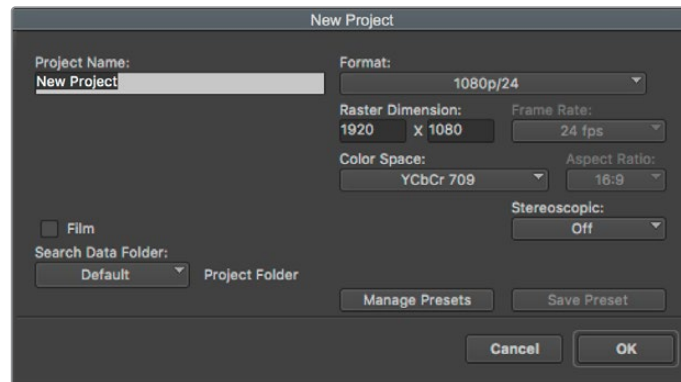 New Project
Project Name:
New Project
Format:
1080p/24
Raster Dimension:
1920 X 1080
Frame Rate:
24 fps
Color Space:
YCbCr 709
Aspect Ratio:
16:9
Stereoscopic:
Off
Film
Search Data Folder:
Default
Project Folder
Manage Presets
Save Preset
Cancel
OK